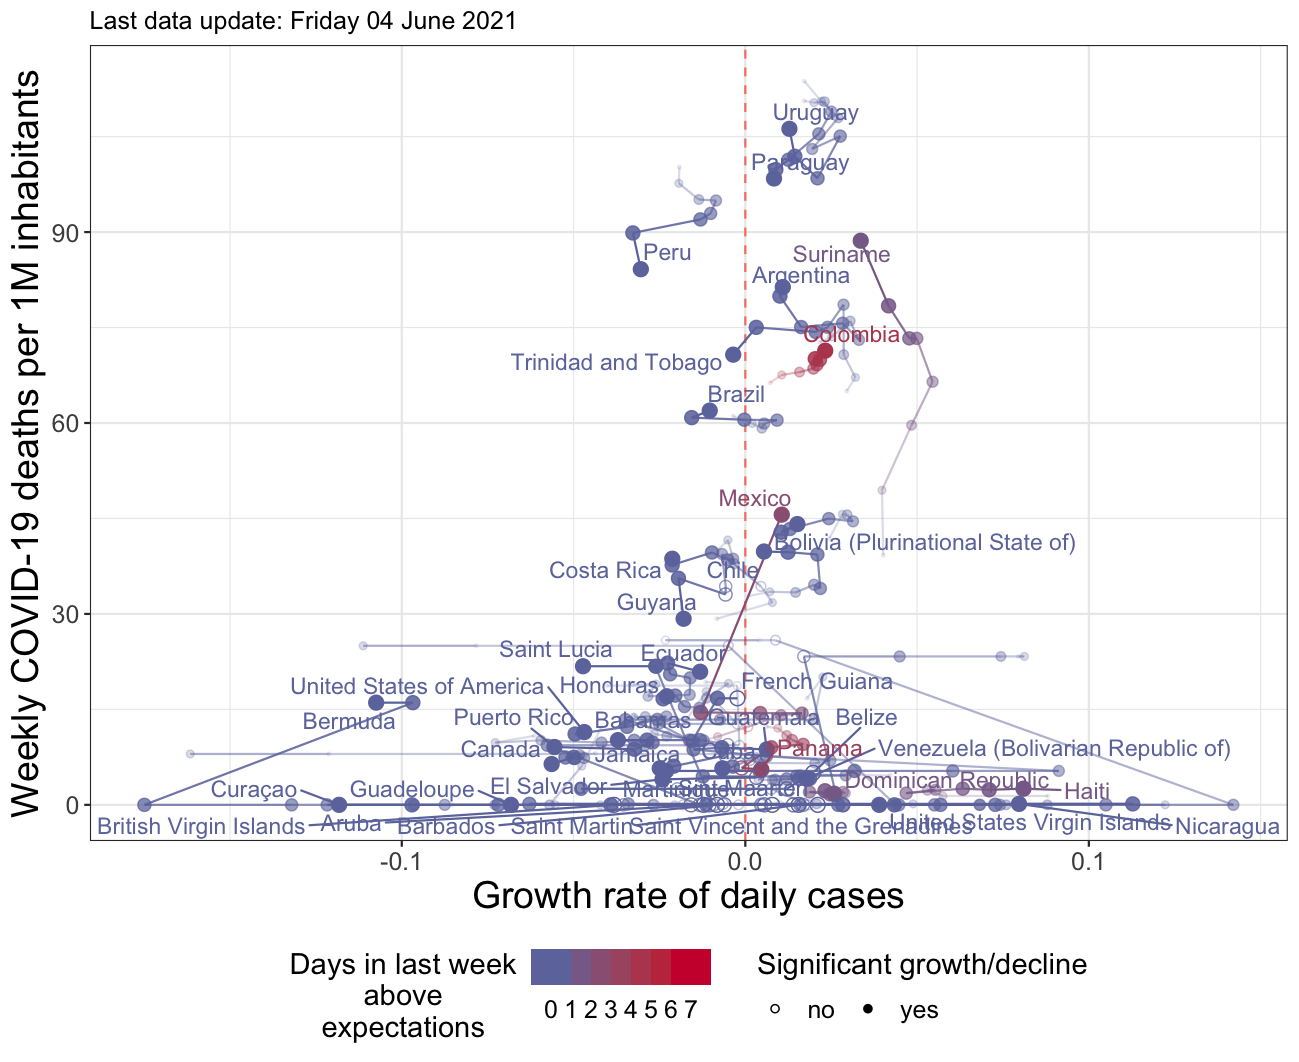 Last data update: Friday 04 June 2021
Weekly COVID-19 deaths per 1M inhabitants
90
60
30
0
Uruguay
Paraguay
Peru
Suriname
Argentina
Colombia
Trinidad and Tobago
Brazil
Mexico
Bolivia (Plurinational State of)
Costa Rica
Chile
Guyana
Saint Lucia
Ecuador
United States of America
Honduras
French Guiana
Bermuda
Puerto Rico
Bahamas
Guatemala
Belize
Canada
Jamaica
Cuba
Panama
Venezuela (Bolivarian Republic of)
Curaçao
Guadeloupe
El Salvador
Martinique
Sint Maarten
Dominican Republic
Haiti
British Virgin Islands
Aruba
Barbados
Saint Martin
Saint Vincent and the Grenadines
United States Virgin Islands
Nicaragua
-0.1
0.0
0.1
Growth rate of daily cases
Days in last week
above
expectations
0 1 2 3 4 5 6 7
Significant growth/decline
no
yes